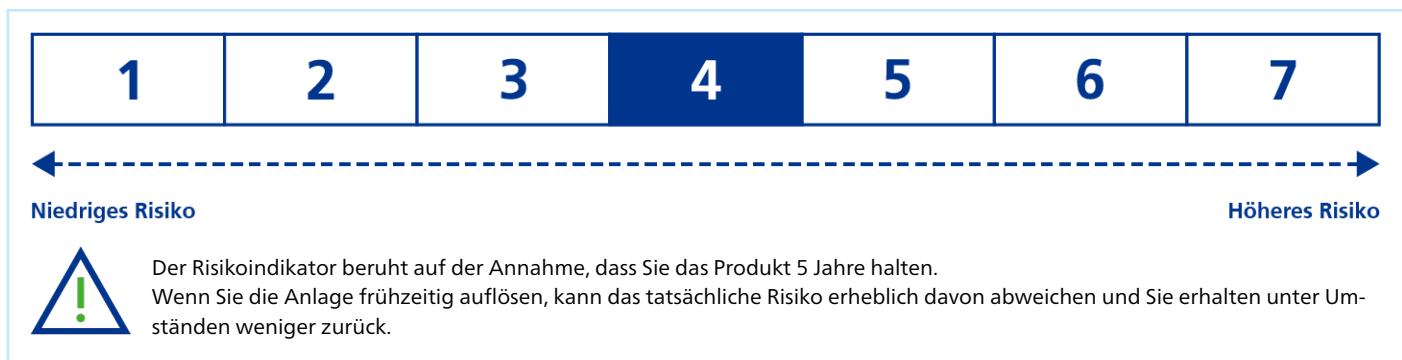 1 2 3 4 5 6 7
Niedriges Risiko Höheres Risiko
Der Risikoindikator beruht auf der Annahme, dass Sie das Produkt 5 Jahre halten.
Wenn Sie die Anlage frühzeitig auflösen, kann das tatsächliche Risiko erheblich davon abweichen und Sie erhalten unter Um-
ständen weniger zurück.